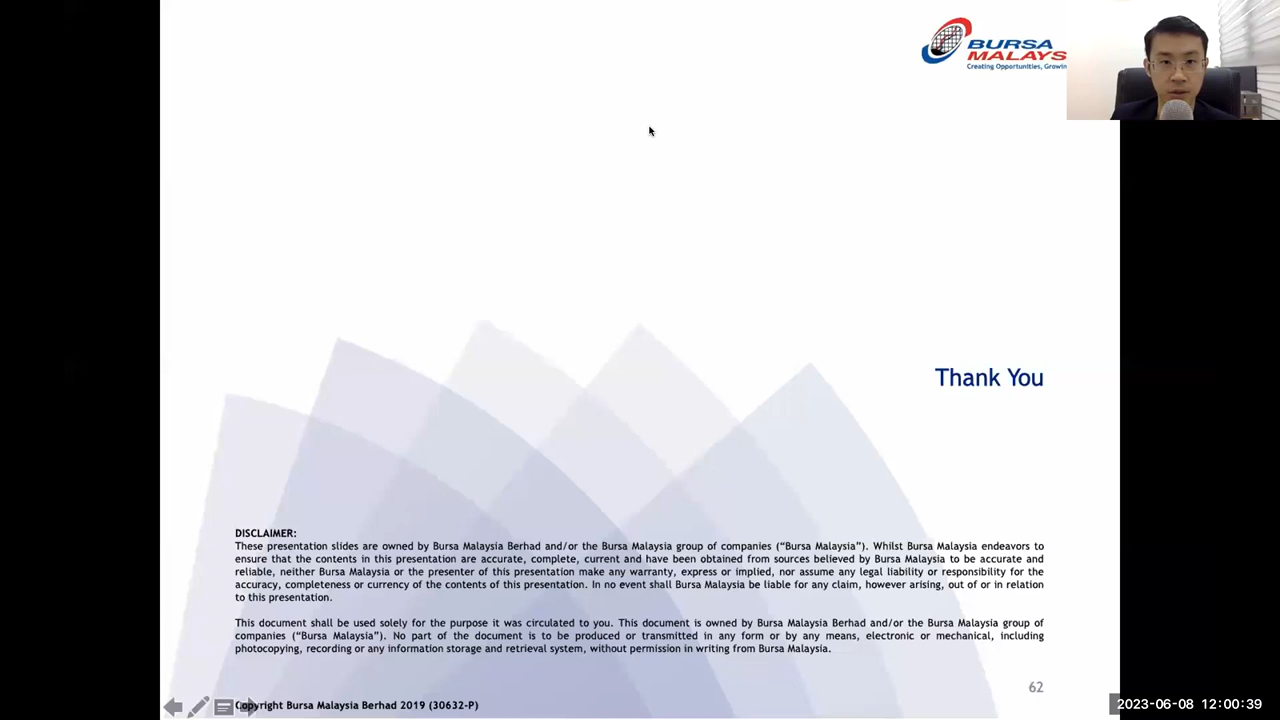 BURSA
MALAYS
Creating Opportunities, Growin
Thank You
DISCLAIMER:
These presentation slides are owned by Bursa Malaysia Berhad and/or the Bursa Malaysia group of companies (“Bursa Malaysia”). Whilst Bursa Malaysia endeavors to
ensure that the contents in this presentation are accurate, complete, current and have been obtained from sources believed by Bursa Malaysia to be accurate and
reliable, neither Bursa Malaysia or the presenter of this presentation make any warranty, express or implied, nor assume any legal liability or responsibility for the
accuracy, completeness or currency of the contents of this presentation. In no event shall Bursa Malaysia be liable for any claim, however arising, out of or in relation
to this presentation.
This document shall be used solely for the purpose it was circulated to you. This document is owned by Bursa Malaysia Berhad and/or the Bursa Malaysia group of
companies (“Bursa Malaysia”). No part of the document is to be produced or transmitted in any form or by any means, electronic or mechanical, including
photocopying, recording or any information storage and retrieval system, without permission in writing from Bursa Malaysia.
62
Copyright Bursa Malaysia Berhad 2019 (30632-P)
2023-06-08 12:00:39